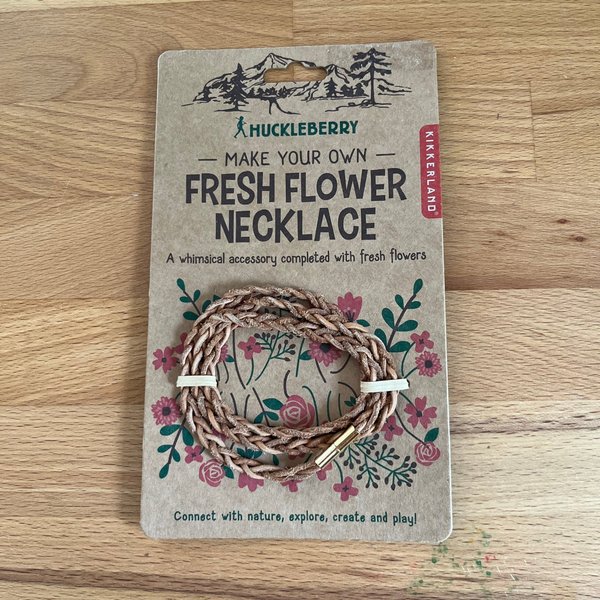 HUCKLEBERRY
KIKKERLAND®
— MAKE YOUR OWN —
FRESH FLOWER
NECKLACE
A whimsical accessory completed with fresh flowers
Connect with nature, explore, create and play!